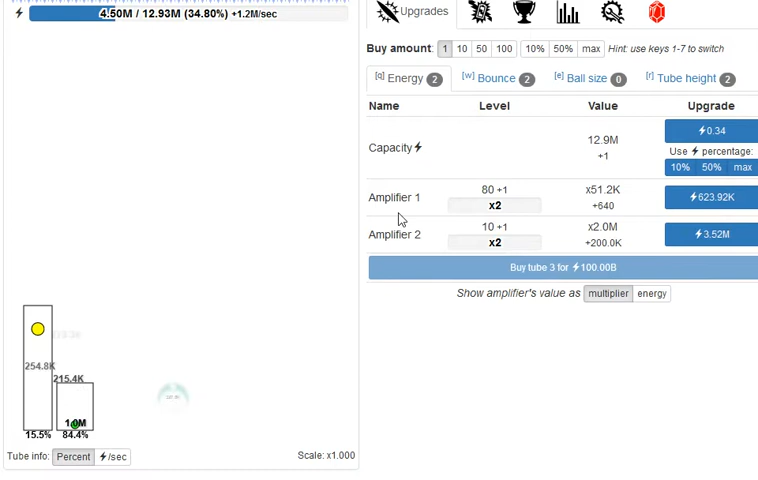 4.50M / 12.93M (34.80%) +1.2M/sec
Upgrades
Buy amount: 1 10 50 100 10% 50% max Hint: use keys 1-7 to switch
[q] Energy 2 [w] Bounce 2 [e] Ball size 0 [r] Tube height 2
Name Level Value Upgrade
Capacity 12.9M +1 0.34
Use percentage:
10% 50% max
Amplifier 1 80 +1 x2 x51.2K +640 623.92K
Amplifier 2 10 +1 x2 x2.0M +200.0K 3.52M
Buy tube 3 for 100.00B
Show amplifier's value as multiplier energy
254.8K
215.4K
1.0M
15.5% 84.4%
Tube info: Percent /sec Scale: x1.000